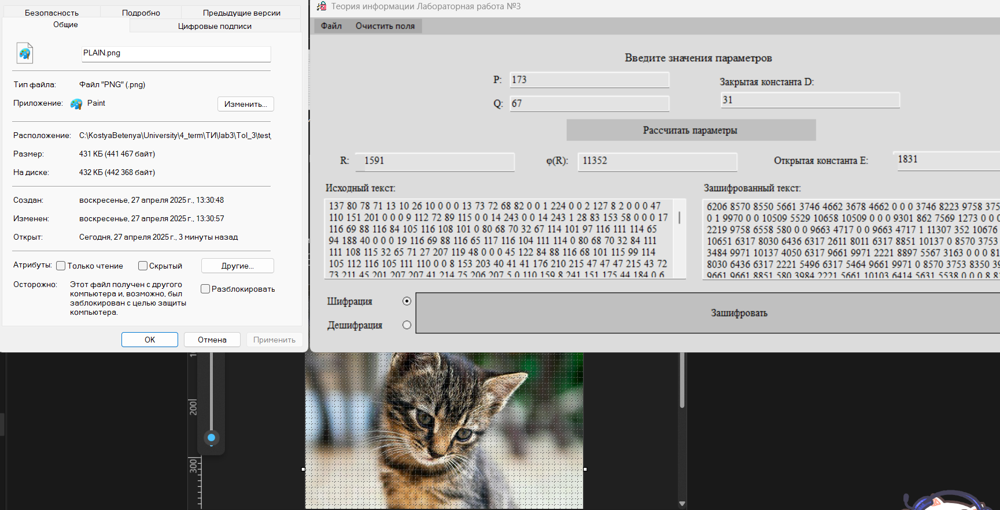 Безопасность Подробно Предыдущие версии
Общие Цифровые подписи
PLAIN.png
Тип файла: Файл "PNG" (.png)
Приложение: Paint Изменить...
Расположение: C:\KostyaBetenya\University\4_term\ТИ\lab3\ToI_3\test_
Размер: 431 КБ (441 467 байт)
На диске: 432 КБ (442 368 байт)
Создан: воскресенье, 27 апреля 2025 г., 13:30:48
Изменен: воскресенье, 27 апреля 2025 г., 13:30:57
Открыт: Сегодня, 27 апреля 2025 г., 3 минуты назад
Атрибуты: Только чтение Скрытый Другие...
Осторожно: Этот файл получен с другого
компьютера и, возможно, был
заблокирован с целью защиты
компьютера.
Разблокировать
ОК Отмена Применить
Теория информации Лабораторная работа №3
Файл Очистить поля
Введите значения параметров
P: 173
Закрытая константа D:
Q: 67
31
Рассчитать параметры
R: 1591 φ(R): 11352 Открытая константа E: 1831
Исходный текст:
137 80 78 71 13 10 26 10 0 0 0 13 73 72 68 82 0 0 1 224 0 0 2 127 8 2 0 0 0 47
110 151 201 0 0 0 9 112 72 89 115 0 0 14 243 0 0 14 243 1 28 83 153 58 0 0 0 17
116 69 88 116 84 105 116 108 101 0 80 68 70 32 67 114 101 97 116 111 114 65
94 188 40 0 0 0 19 116 69 88 116 65 117 116 104 111 114 0 80 68 70 32 84 111
111 108 115 32 65 71 27 207 119 48 0 0 0 45 122 84 88 116 68 101 115 99 114
105 112 116 105 111 110 0 0 8 153 203 40 41 41 176 210 215 47 47 47 215 43 72
73 211 45 201 207 207 41 214 75 206 207 5 0 110 159 8 241 151 175 44 184 0 6
Зашифрованный текст:
6206 8570 8550 5661 3746 4662 3678 4662 0 0 0 3746 8223 9758 375
0 1 9970 0 0 10509 5529 10658 10509 0 0 0 9301 862 7569 1273 0 0 0
2219 9758 6558 580 0 0 9663 4717 0 0 9663 4717 1 11307 352 10676
10651 6317 8030 6436 6317 2611 8011 6317 8851 10137 0 8570 3753
3484 9971 10137 4050 6317 9661 9971 2221 8897 5567 3163 0 0 0 81
8030 6436 6317 2221 5496 6317 5464 9661 9971 0 8570 3753 8350 39
9661 9661 8851 580 3984 2221 5661 10103 6414 5631 5538 0 0 0 8 8
Шифрация
Дешифрация
Зашифровать
1
200
300